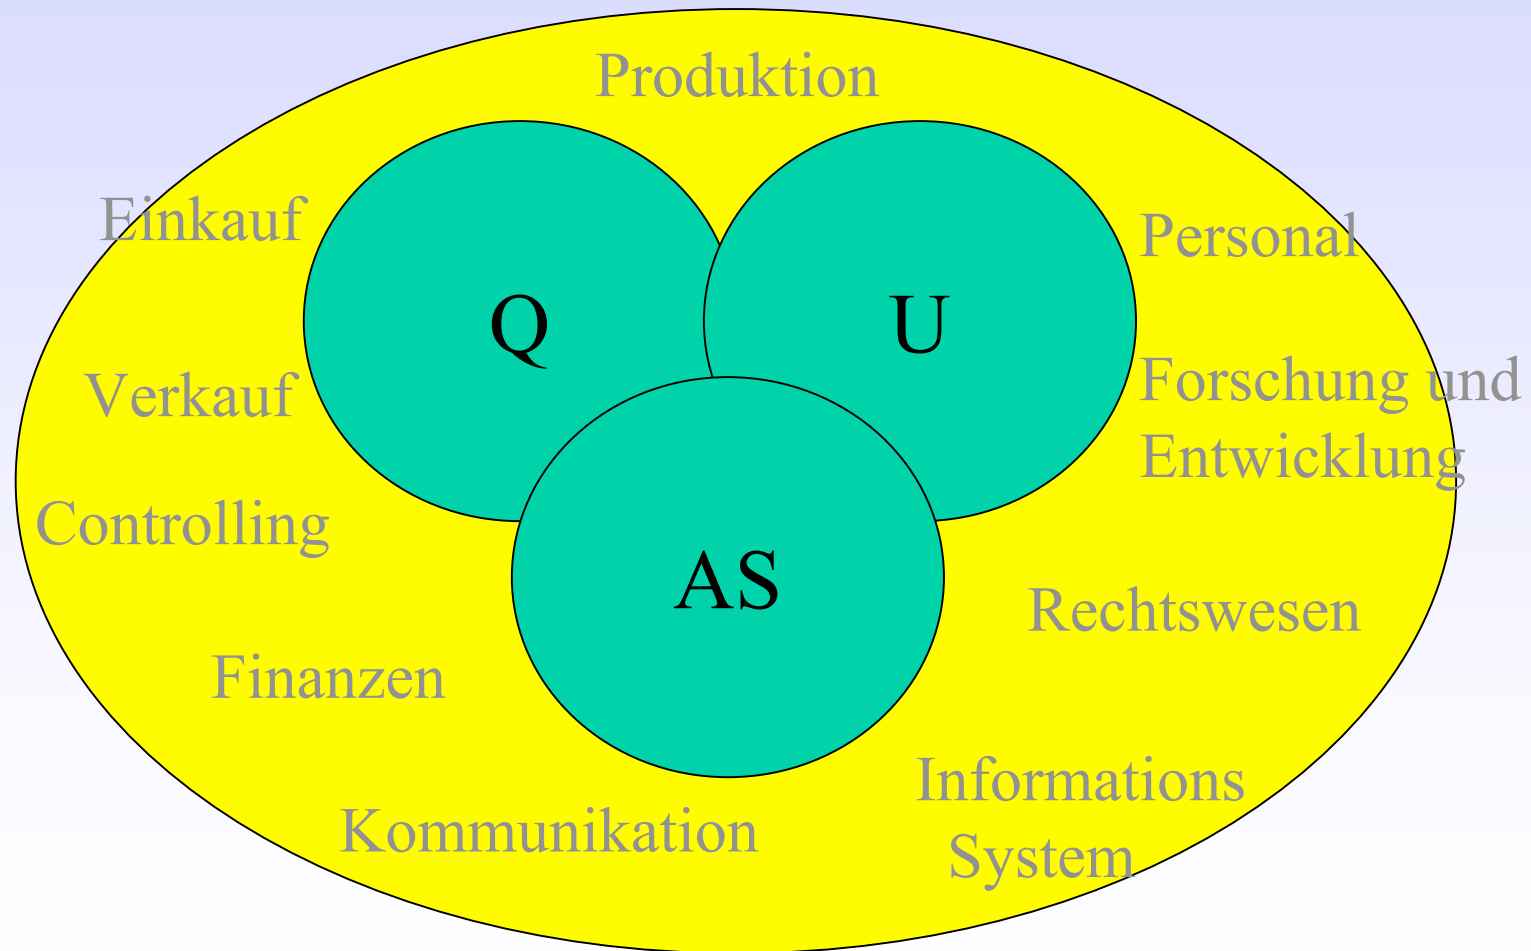 Produktion
Einkauf
Personal
Q
U
Verkauf
Forschung und
Entwicklung
Controlling
AS
Rechtswesen
Finanzen
Informations
System
Kommunikation